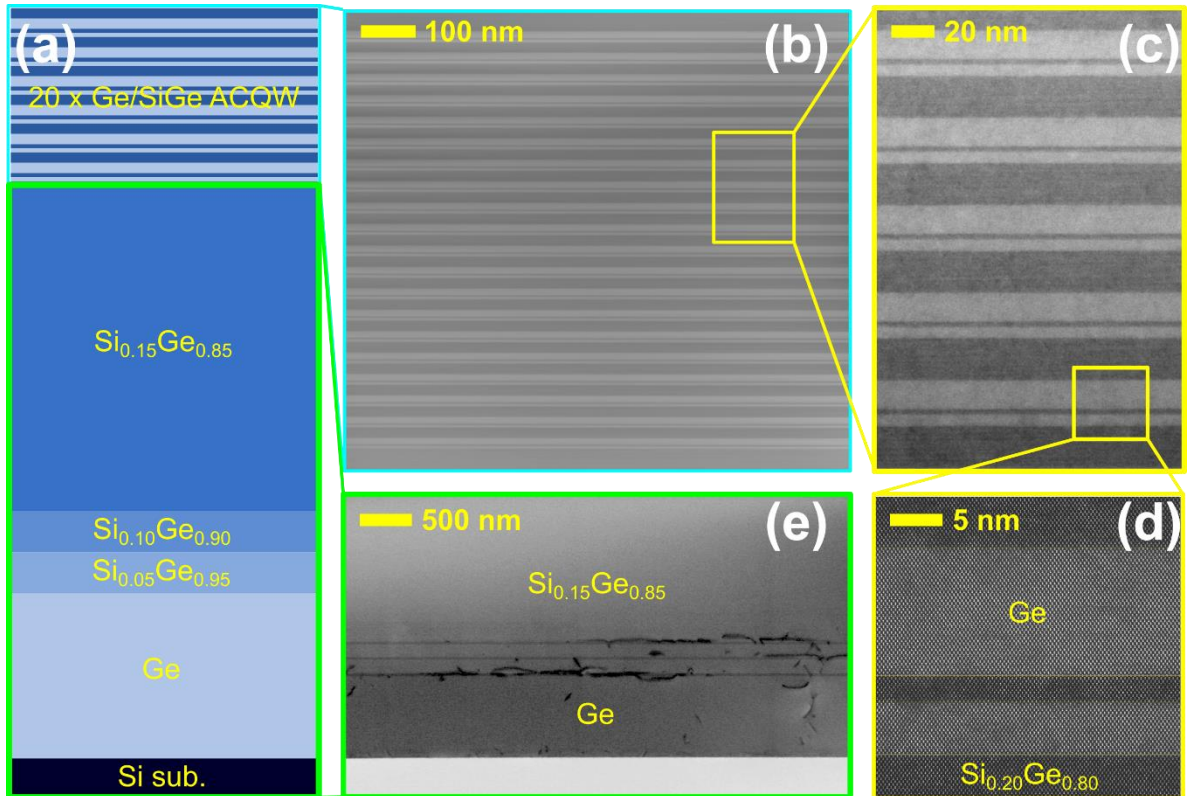 (a)
20 x Ge/SiGe ACQW
Si₀.₁₅Ge₀.₈₅
Si₀.₁₀Ge₀.₉₀
Si₀.₀₅Ge₀.₉₅
Ge
Si sub.
100 nm
(b)
20 nm
(c)
500 nm
(e)
Si₀.₁₅Ge₀.₈₅
Ge
5 nm
(d)
Ge
Si₀.₂₀Ge₀.₈₀